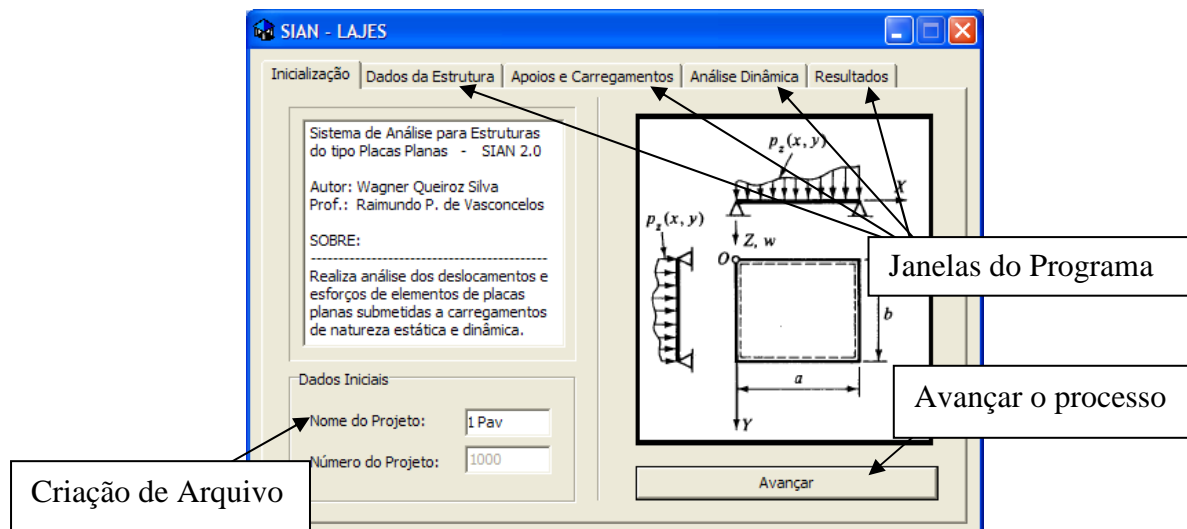 SIAN - LAJES
Inicialização Dados da Estrutura Apoios e Carregamentos Análise Dinâmica Resultados
Sistema de Análise para Estruturas
do tipo Placas Planas - SIAN 2.0
Autor: Wagner Queiroz Silva
Prof.: Raimundo P. de Vasconcelos
SOBRE:
--------------------------------------------
Realiza análise dos deslocamentos e
esforços de elementos de placas
planas submetidas a carregamentos
de natureza estática e dinâmica.
Dados Iniciais
Nome do Projeto: 1 Pav
Número do Projeto: 1000
Criação de Arquivo
p_z(x, y)
X
p_z(x, y)
Z, w
O
b
a
Y
Janelas do Programa
Avançar o processo
Avançar